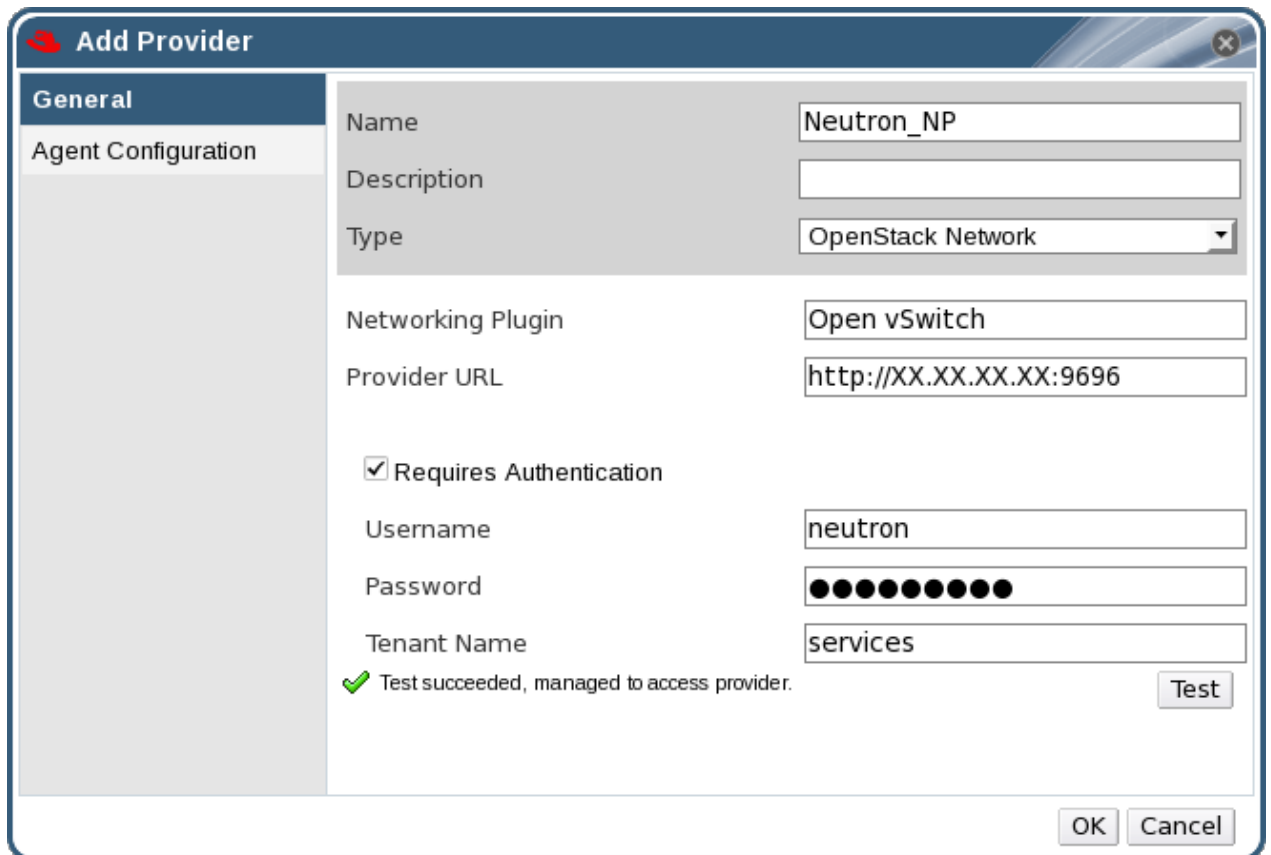 Add Provider
General
Agent Configuration
Name Neutron_NP
Description
Type OpenStack Network
Networking Plugin Open vSwitch
Provider URL http://XX.XX.XX.XX:9696
Requires Authentication
Username neutron
Password ●●●●●●●●●
Tenant Name services
Test succeeded, managed to access provider. Test
OK Cancel